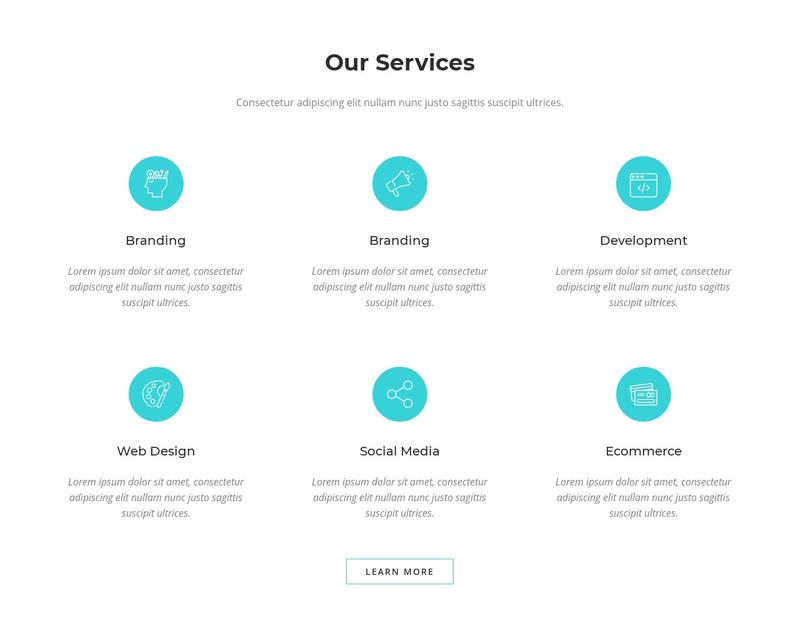 Our Services
Consectetur adipiscing elit nullam nunc justo sagittis suscipit ultrices.
Branding
Lorem ipsum dolor sit amet, consectetur
adipiscing elit nullam nunc justo sagittis
suscipit ultrices.
Branding
Lorem ipsum dolor sit amet, consectetur
adipiscing elit nullam nunc justo sagittis
suscipit ultrices.
Development
Lorem ipsum dolor sit amet, consectetur
adipiscing elit nullam nunc justo sagittis
suscipit ultrices.
Web Design
Lorem ipsum dolor sit amet, consectetur
adipiscing elit nullam nunc justo sagittis
suscipit ultrices.
Social Media
Lorem ipsum dolor sit amet, consectetur
adipiscing elit nullam nunc justo sagittis
suscipit ultrices.
Ecommerce
Lorem ipsum dolor sit amet, consectetur
adipiscing elit nullam nunc justo sagittis
suscipit ultrices.
LEARN MORE